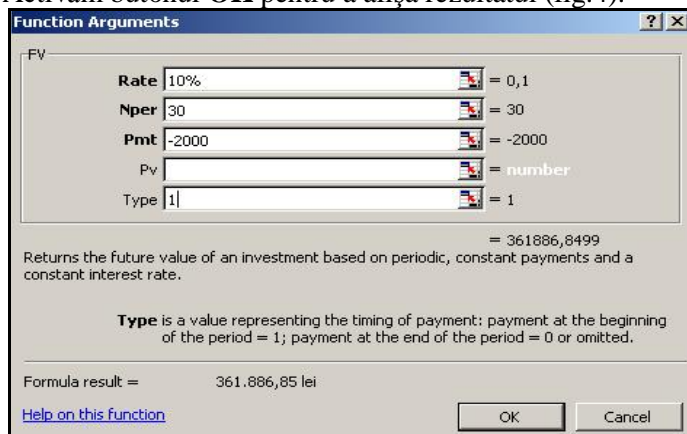 Activăm butonul OK pentru a afișa rezultatul (fig.4).
Function Arguments
FV
Rate 10% = 0,1
Nper 30 = 30
Pmt -2000 = -2000
Pv = number
Type 1 = 1
= 361886,8499
Returns the future value of an investment based on periodic, constant payments and a
constant interest rate.
Type is a value representing the timing of payment: payment at the beginning
of the period = 1; payment at the end of the period = 0 or omitted.
Formula result = 361.886,85 lei
Help on this function
OK
Cancel